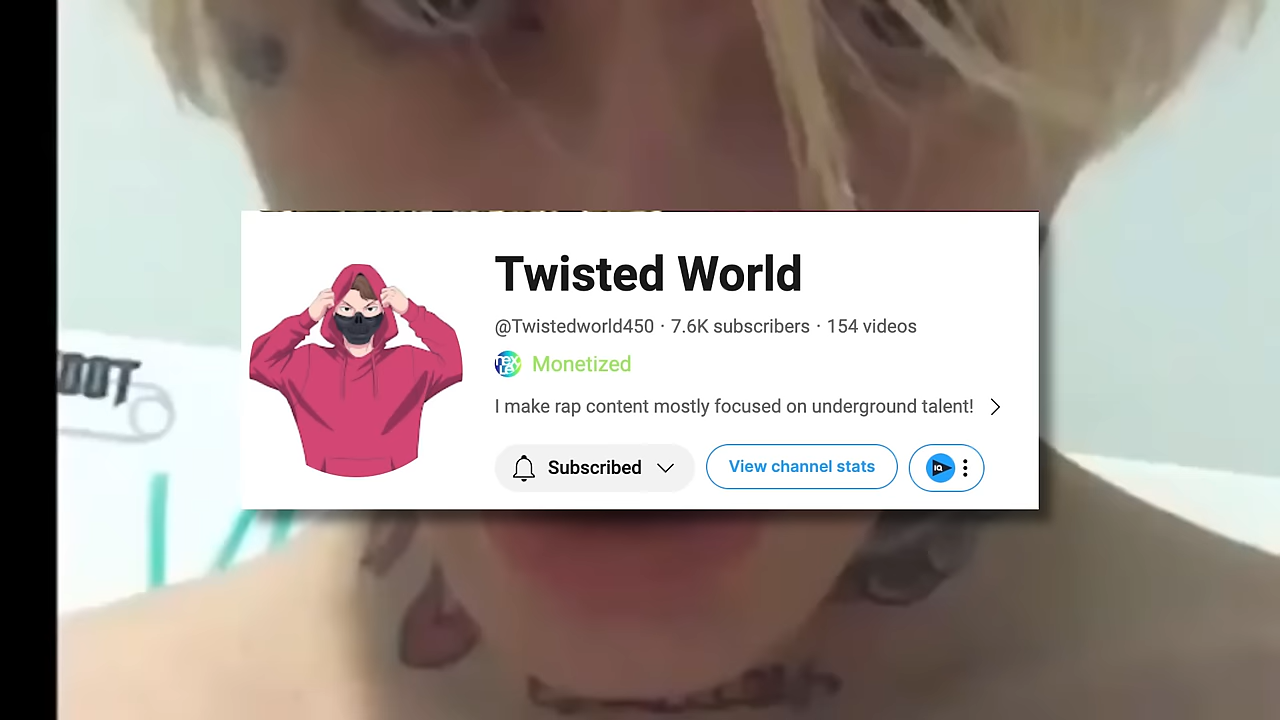 Twisted World
@Twistedworld450 · 7.6K subscribers · 154 videos
Monetized
I make rap content mostly focused on underground talent!
Subscribed
View channel stats
IQ